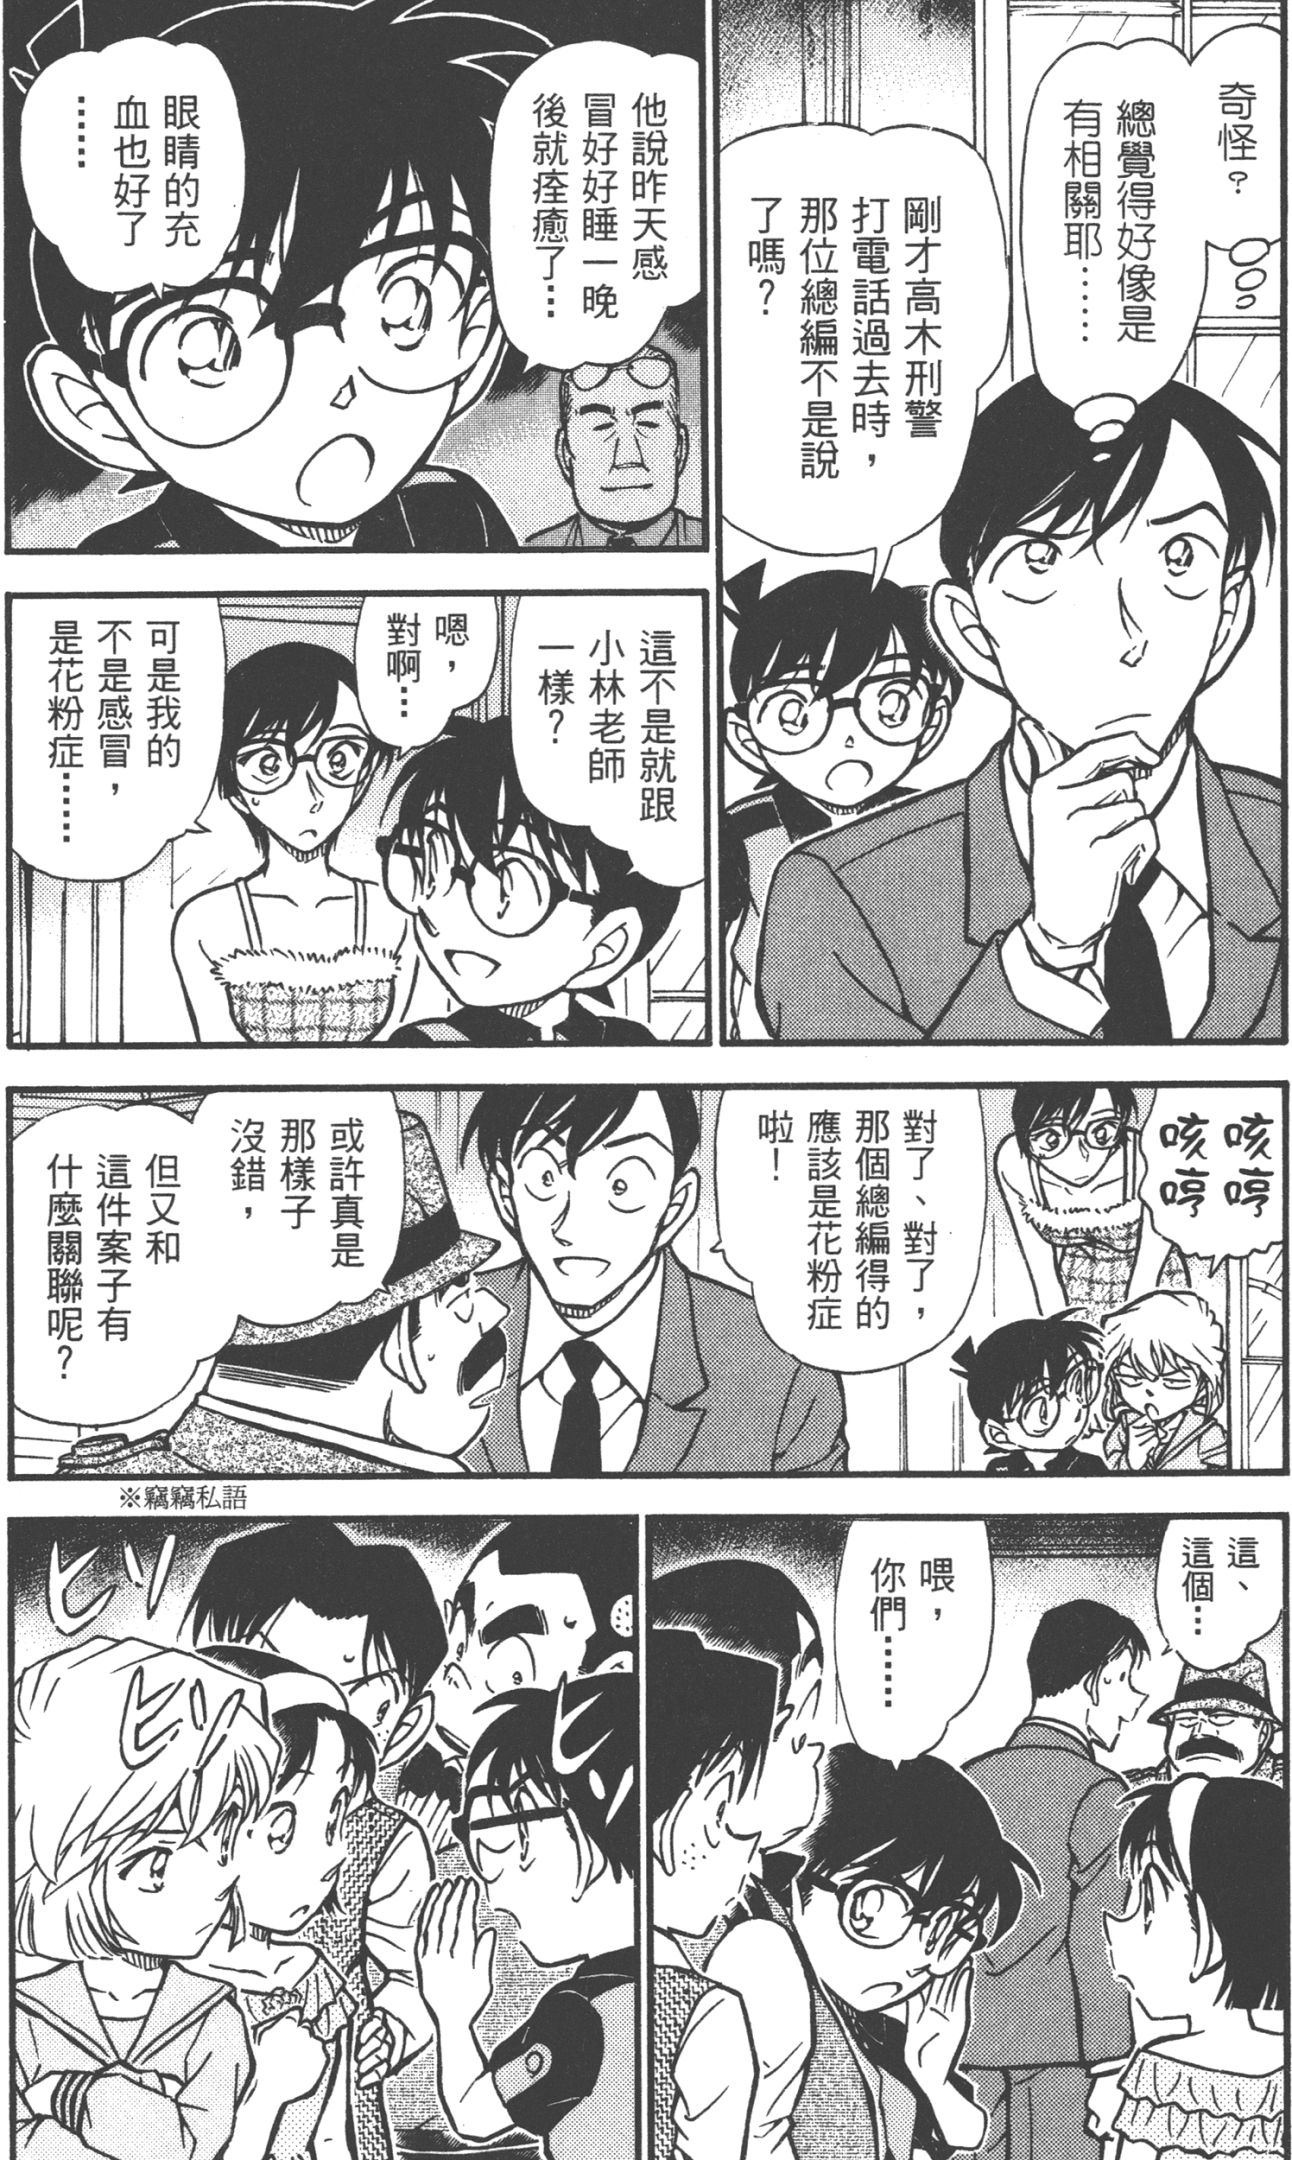 奇怪？
總覺得好像是
有相關耶……
剛才高木刑警
打電話過去時，
那位總編不是說
了嗎？
他說昨天感
冒好好睡一晚
後就痊癒了…
眼睛的充
血也好了
……
這不是就跟
小林老師
一樣？
嗯，
對啊…
可是我的
不是感冒，
是花粉症……
咳哼
咳哼
對了、對了，
那個總編得的
應該是花粉症
啦！
或許真是
那樣子
沒錯，
但又和
這件案子有
什麼關聯呢？
這、
這個…
喂，
你們……
※竊竊私語
ヒソ
ヒソ